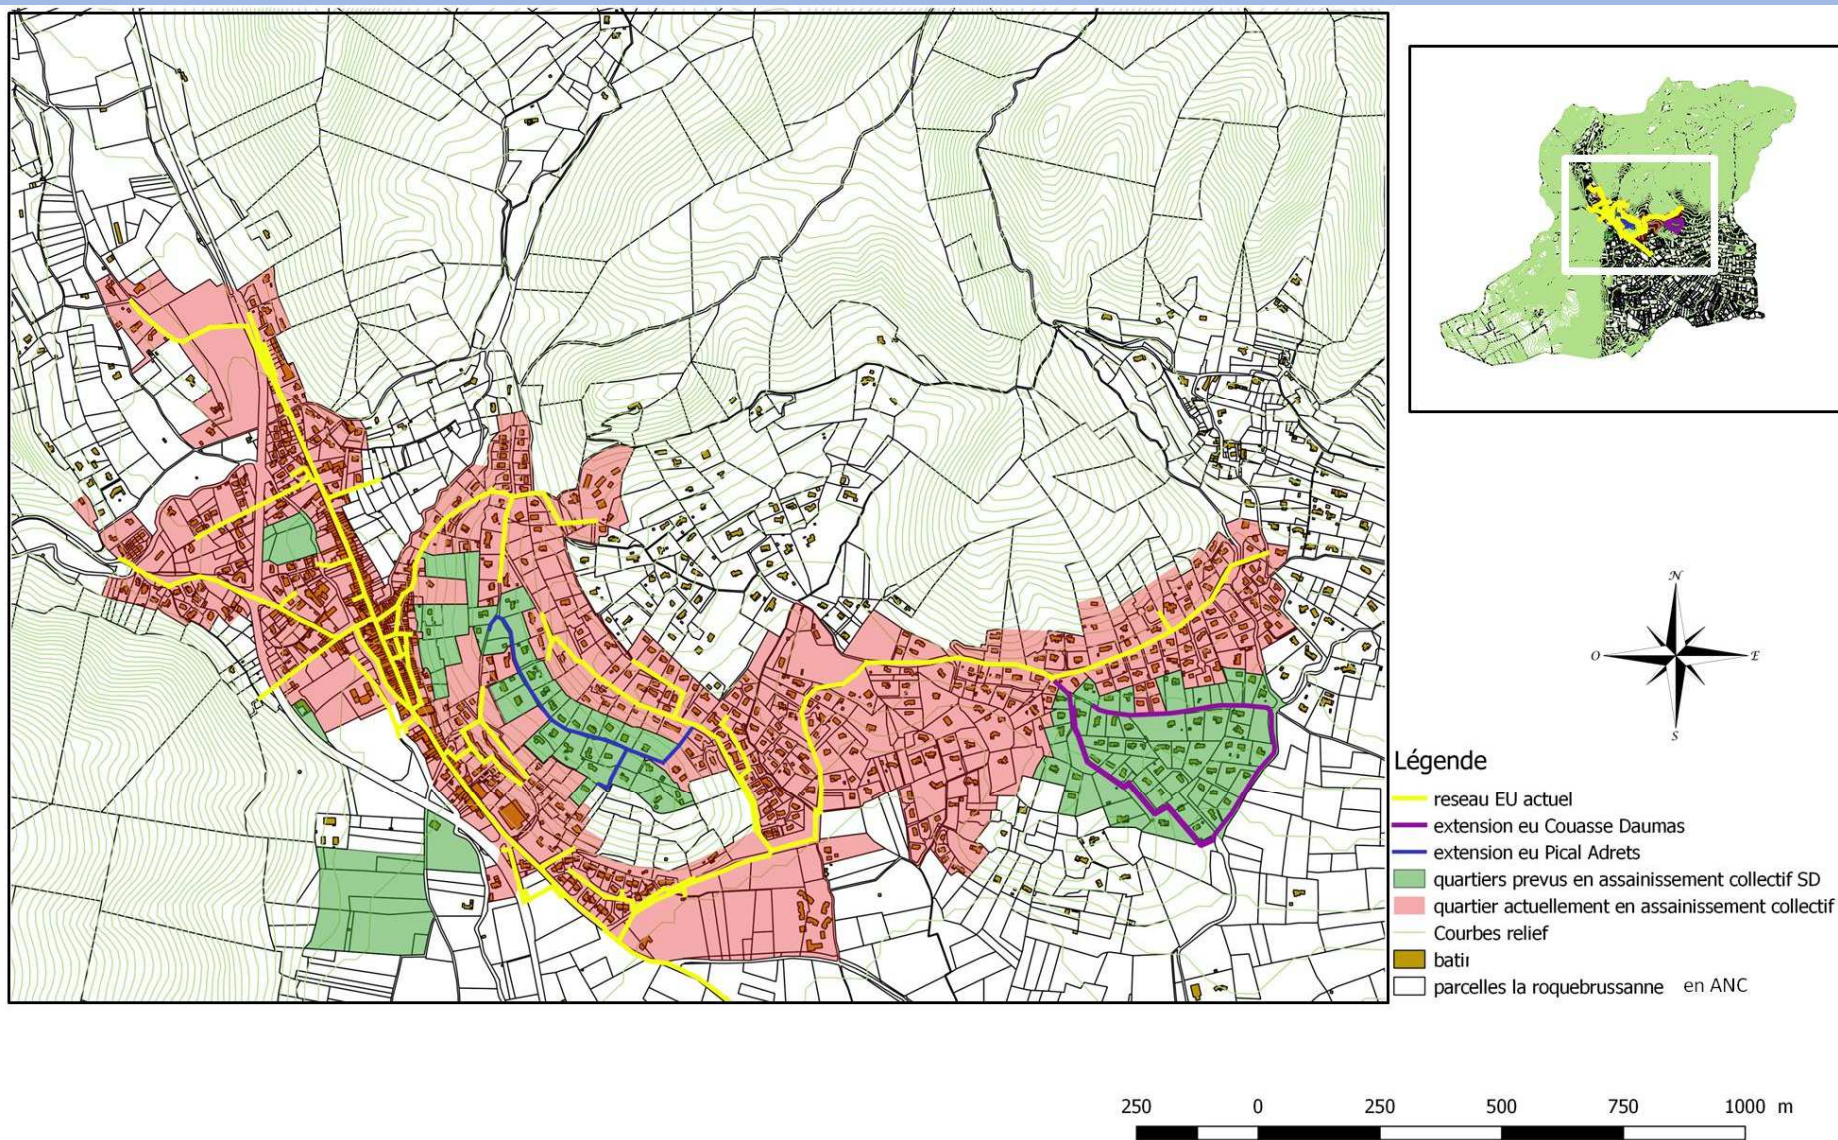 N
O
E
S
Légende
reseau EU actuel
extension eu Couasse Daumas
extension eu Pical Adrets
quartiers prevus en assainissement collectif SD
quartier actuellement en assainissement collectif
Courbes relief
bati
parcelles la roquebrussanne en ANC
250 0 250 500 750 1000 m